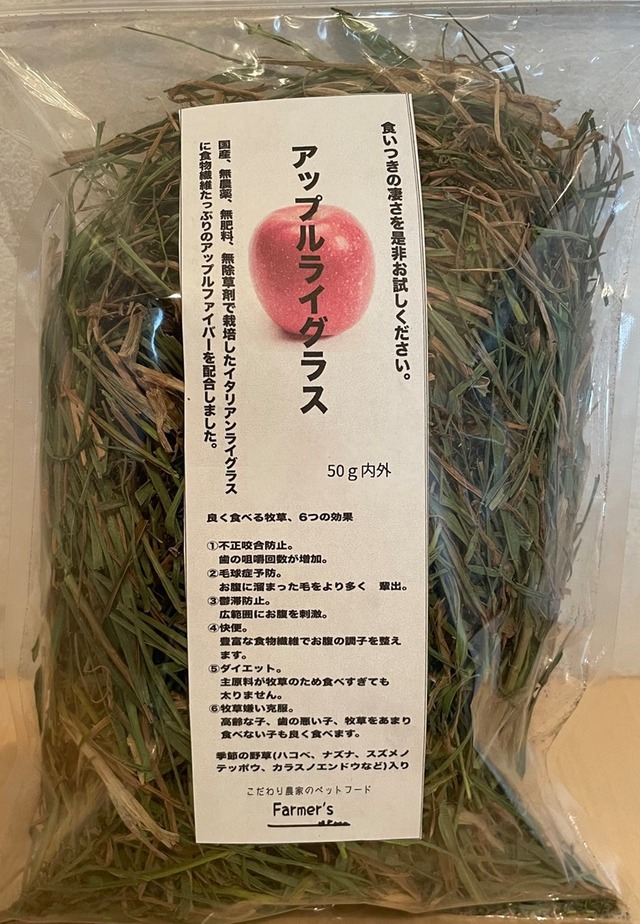 食いつきの凄さを是非お試しください。
アップルライグラス
国産、無農薬、無肥料、無除草剤で栽培したイタリアンライグラス
に食物繊維たっぷりのアップルファイバーを配合しました。
50g内外
良く食べる牧草、6つの効果
①不正咬合防止。
歯の咀嚼回数が増加。
②毛球症予防。
お腹に溜まった毛をより多く 輩出。
③鬱滞防止。
広範囲にお腹を刺激。
④快便。
豊富な食物繊維でお腹の調子を整え
ます。
⑤ダイエット。
主原料が牧草のため食べすぎても
太りません。
⑥牧草嫌い克服。
高齢な子、歯の悪い子、牧草をあまり
食べない子も良く食べます。
季節の野草(ハコベ、ナズナ、スズメノ
テッポウ、カラスノエンドウなど)入り
こだわり農家のペットフード
Farmer's